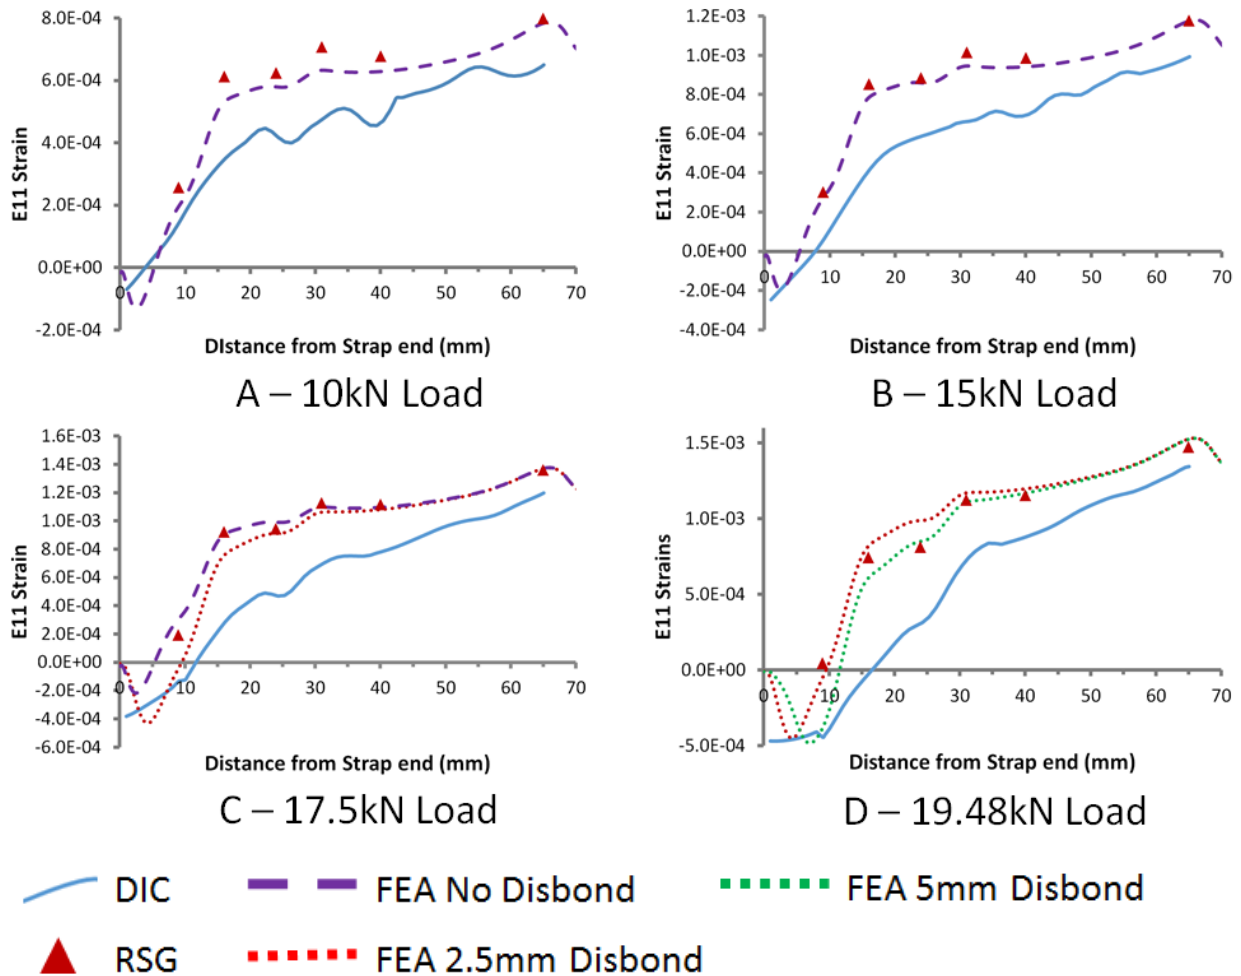 8.0E-04
6.0E-04
4.0E-04
2.0E-04
0.0E+00
-2.0E-04
E11 Strain
0 10 20 30 40 50 60 70
DIstance from Strap end (mm)
A – 10kN Load
1.2E-03
1.0E-03
8.0E-04
6.0E-04
4.0E-04
2.0E-04
0.0E+00
-2.0E-04
-4.0E-04
E11 Strain
0 10 20 30 40 50 60 70
Distance from Strap end (mm)
B – 15kN Load
1.6E-03
1.4E-03
1.2E-03
1.0E-03
8.0E-04
6.0E-04
4.0E-04
2.0E-04
0.0E+00
-2.0E-04
-4.0E-04
-6.0E-04
E11 Strain
0 10 20 30 40 50 60 70
Distance from Strap end (mm)
C – 17.5kN Load
1.5E-03
1.0E-03
5.0E-04
0.0E+00
-5.0E-04
E11 Strains
0 10 20 30 40 50 60 70
Distance from Strap end (mm)
D – 19.48kN Load
DIC FEA No Disbond FEA 5mm Disbond
RSG FEA 2.5mm Disbond